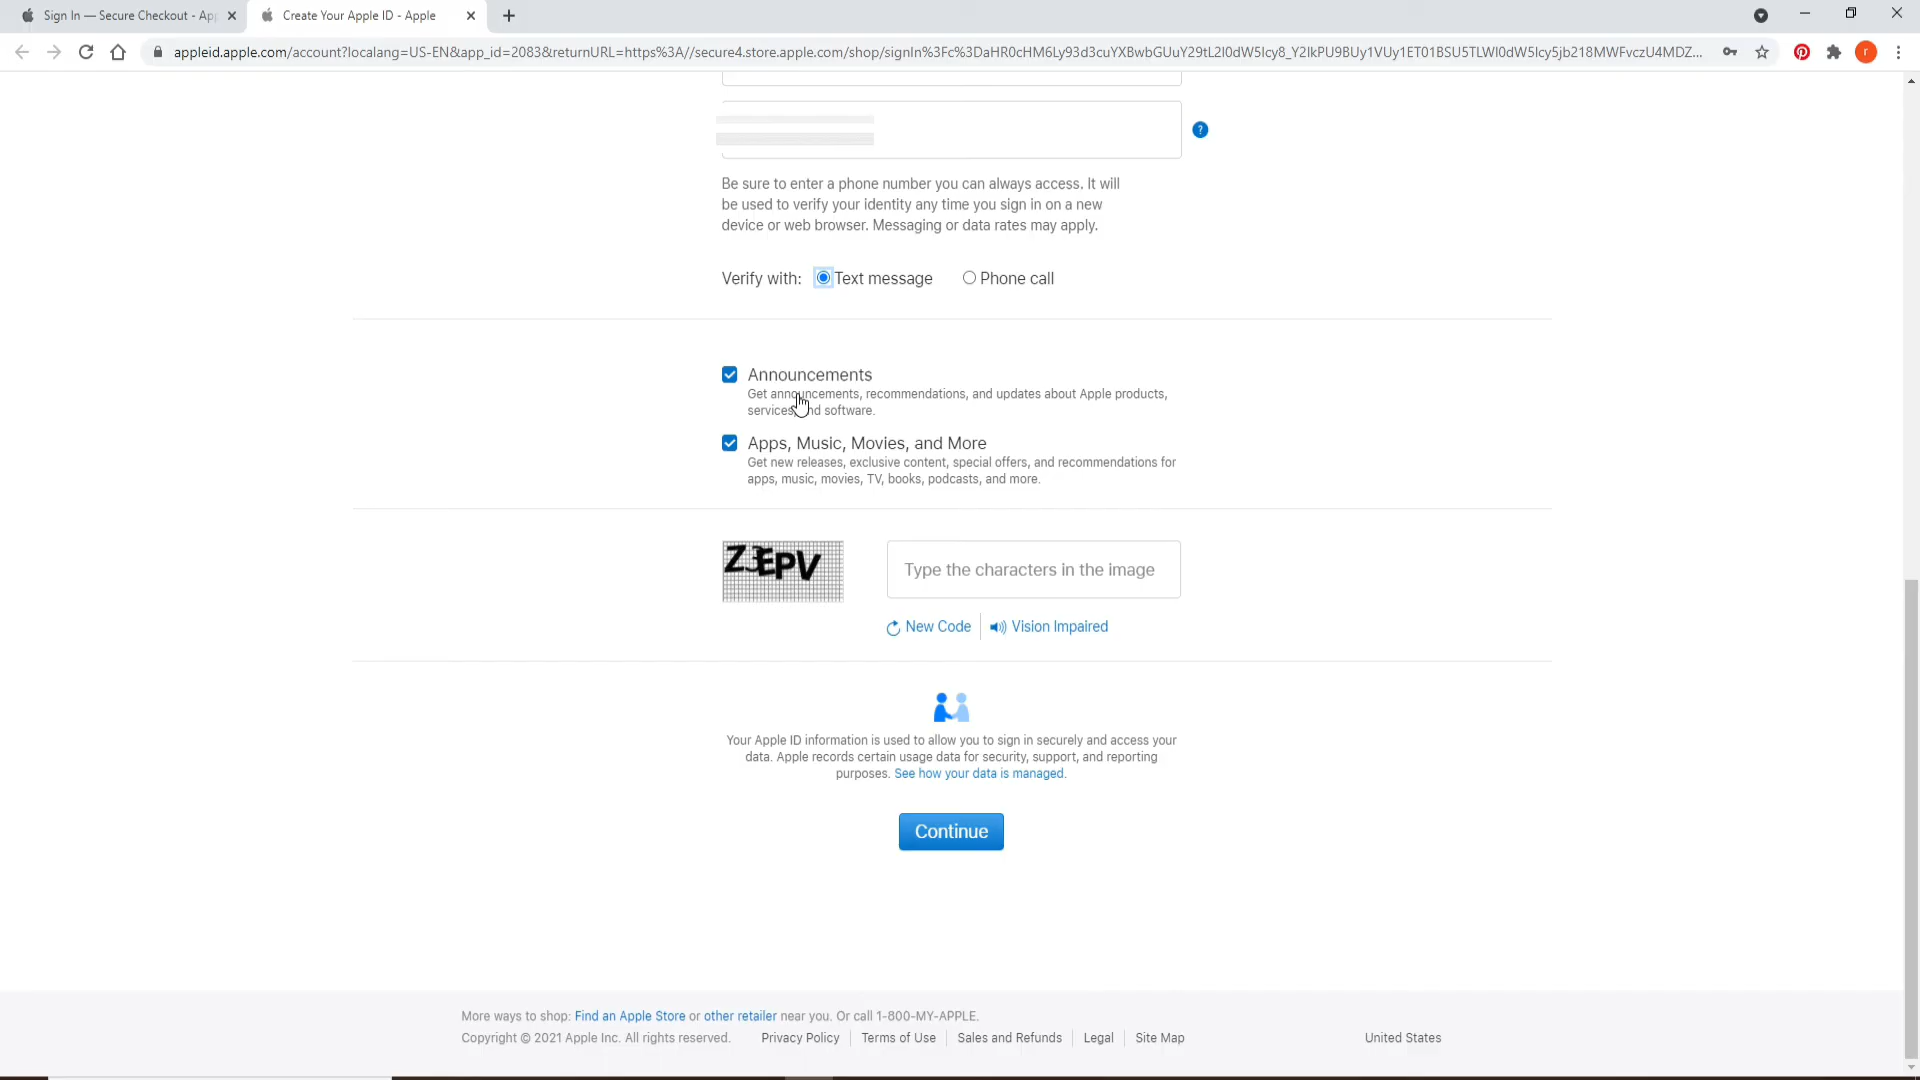 Sign In — Secure Checkout - Ap
Create Your Apple ID - Apple
appleid.apple.com/account?localang=US-EN&app_id=2083&returnURL=https%3A//secure4.store.apple.com/shop/signIn%3Fc%3DaHR0cHM6Ly93d3cuYXBwbGUuY29tL2l0dW5lcy8_Y2lkPU9BUy1VUy1ET01BSU5TLWl0dW5lcy5jb218MWFvczU4MDZ...
r
?
Be sure to enter a phone number you can always access. It will
be used to verify your identity any time you sign in on a new
device or web browser. Messaging or data rates may apply.
Verify with: Text message Phone call
Announcements
Get announcements, recommendations, and updates about Apple products,
services and software.
Apps, Music, Movies, and More
Get new releases, exclusive content, special offers, and recommendations for
apps, music, movies, TV, books, podcasts, and more.
Z3EPV Type the characters in the image
New Code Vision Impaired
Your Apple ID information is used to allow you to sign in securely and access your
data. Apple records certain usage data for security, support, and reporting
purposes. See how your data is managed.
Continue
More ways to shop: Find an Apple Store or other retailer near you. Or call 1-800-MY-APPLE.
Copyright © 2021 Apple Inc. All rights reserved. Privacy Policy Terms of Use Sales and Refunds Legal Site Map United States